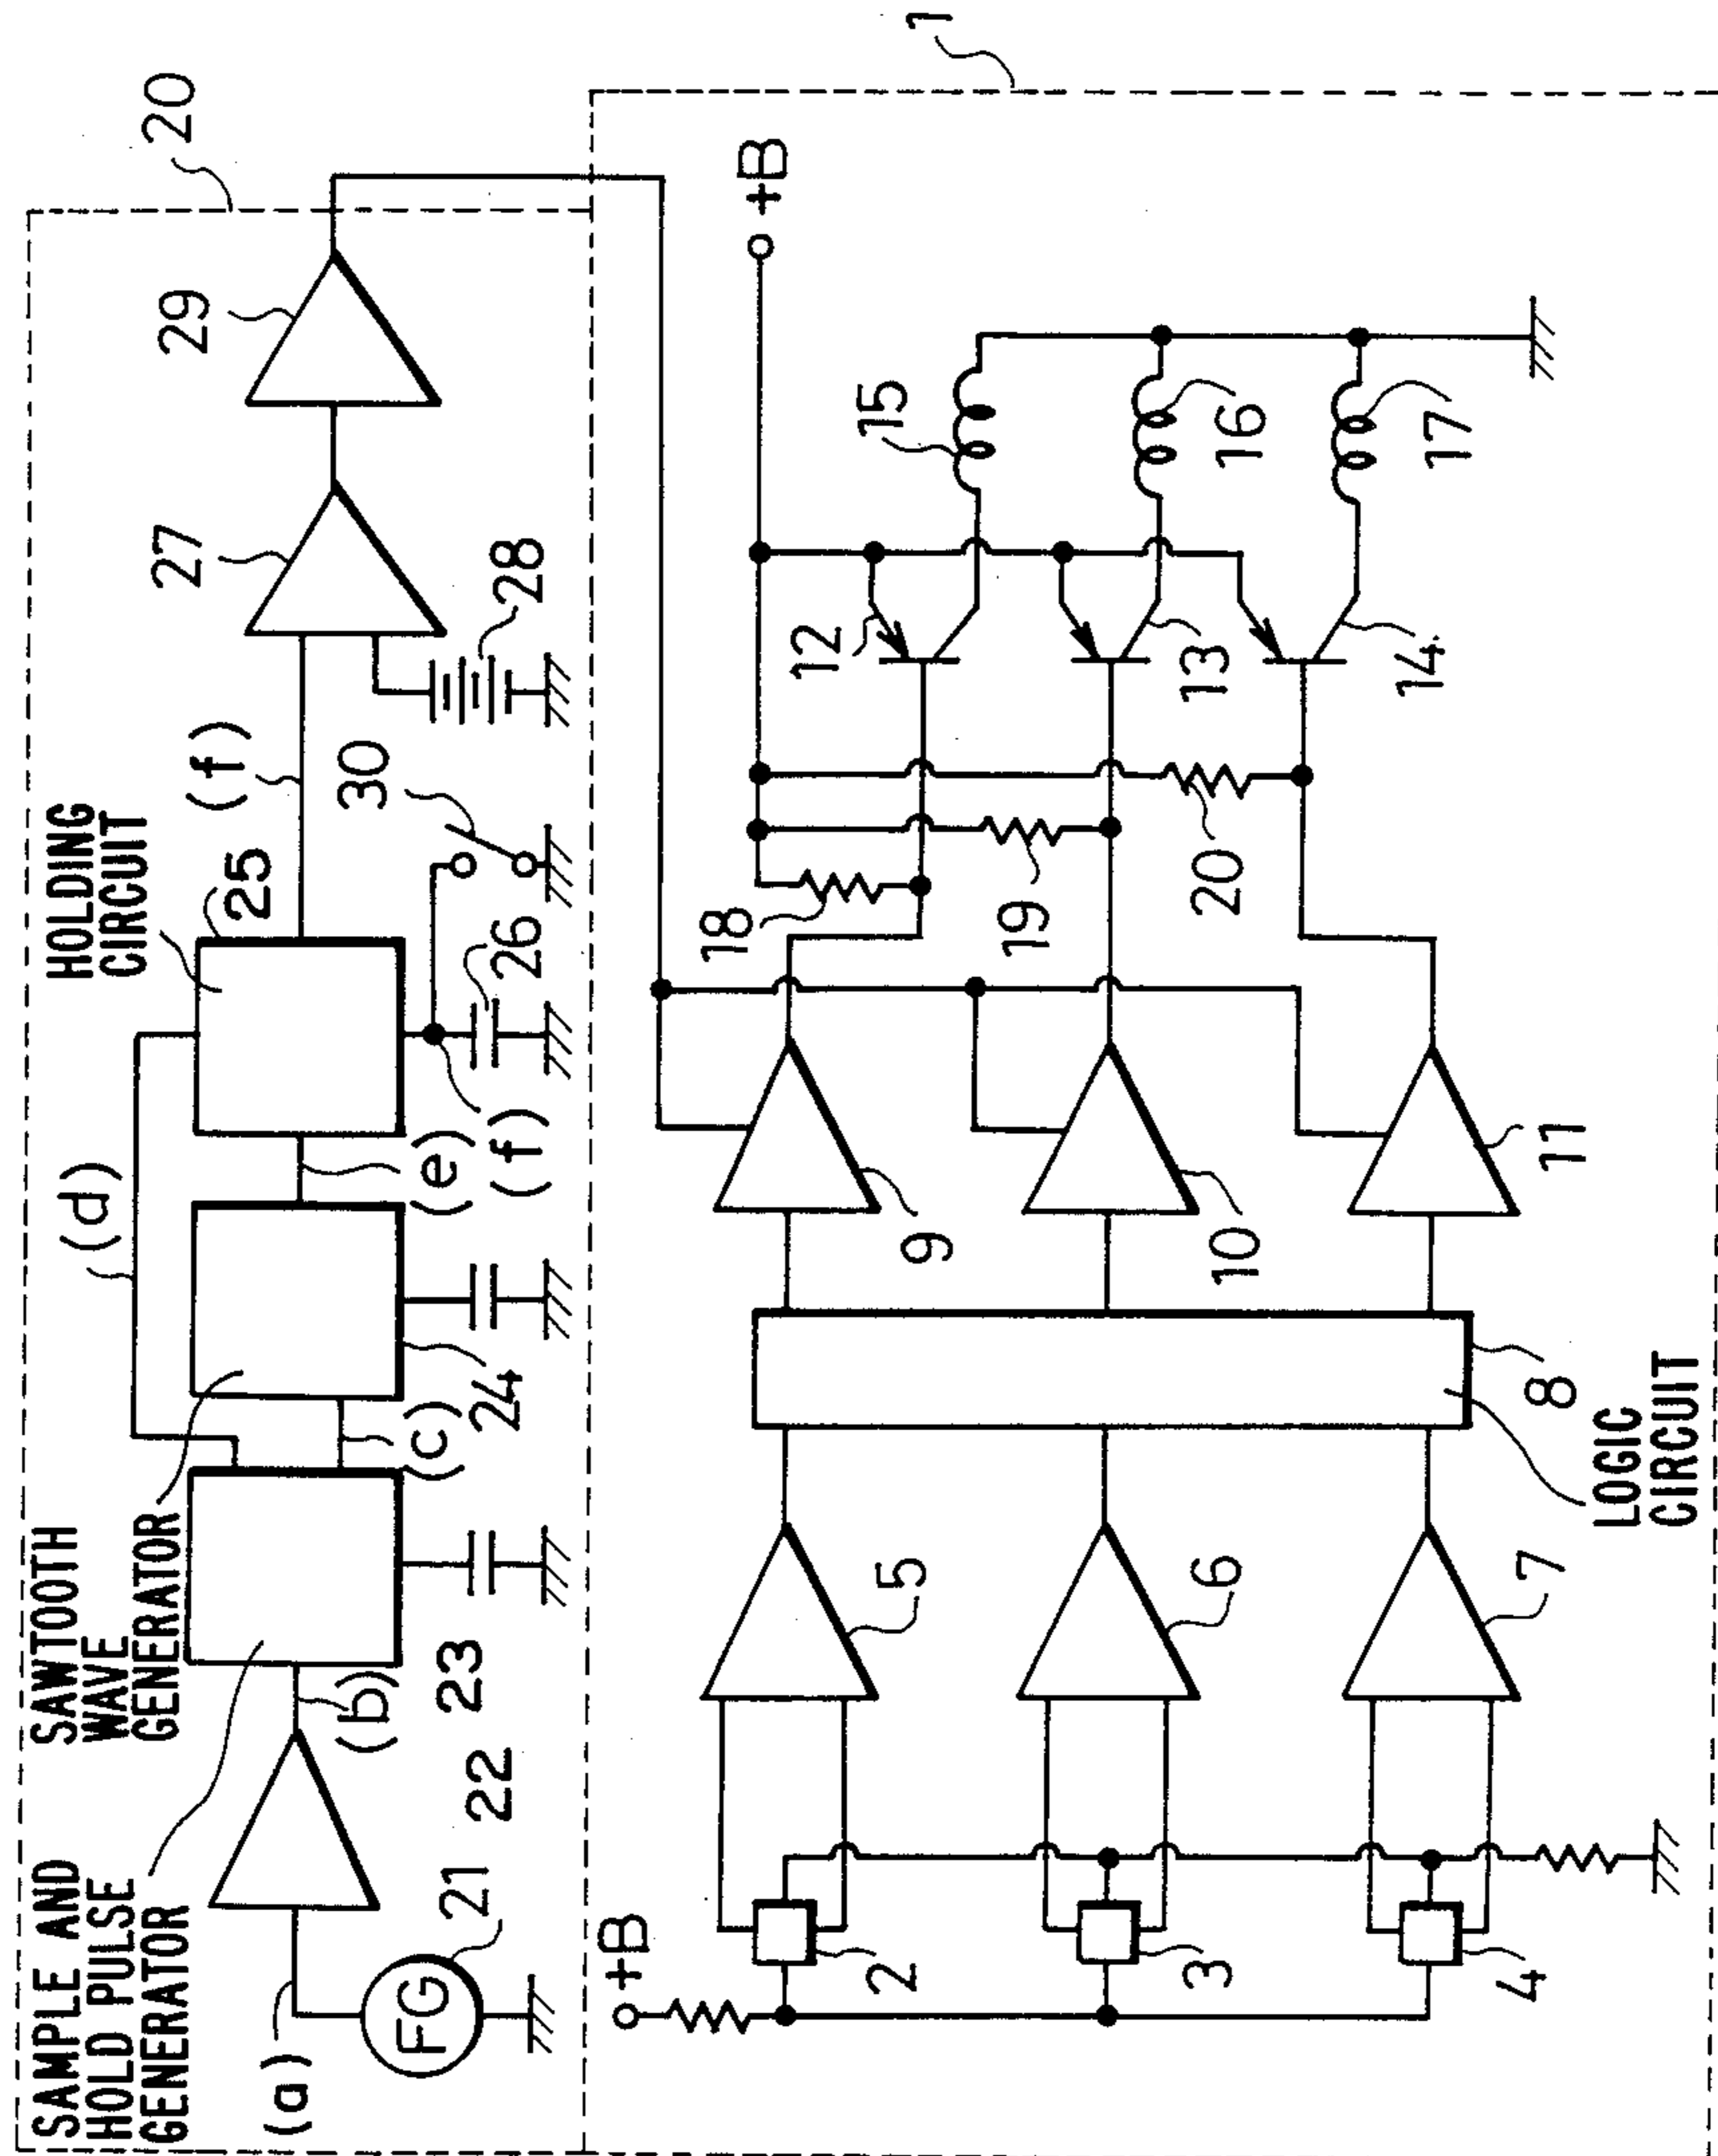 1
20
SAMPLE AND
HOLD PULSE
GENERATOR
SAWTOOTH
WAVE
GENERATOR
HOLDING
CIRCUIT
25
(d)
(a)
FG
21
22
(b)
23
(c)
24
(e)
(f)
26
30
(f)
27
28
29
+B
2
3
4
5
6
7
LOGIC
CIRCUIT
8
9
10
11
18
19
20
12
13
14
+B
15
16
17